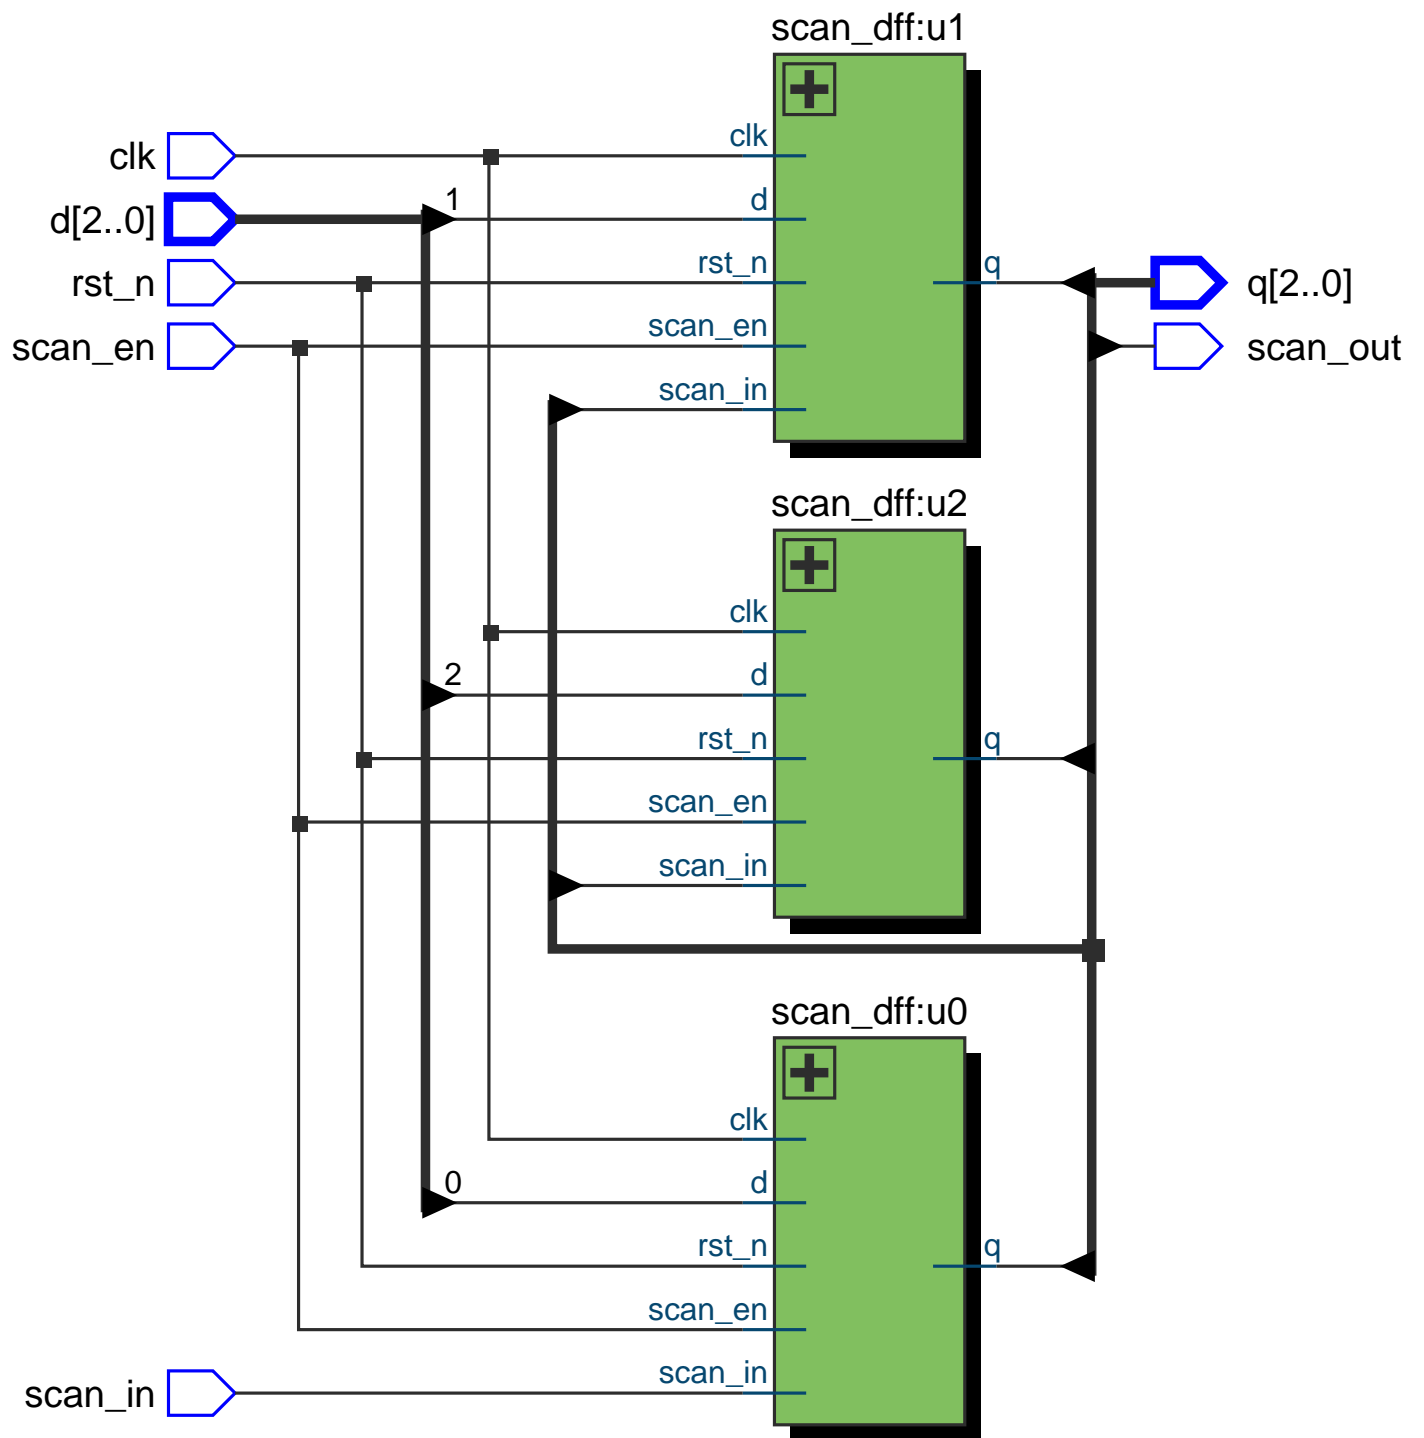 scan_dff:u1
clk
clk
1
d
d[2..0]
rst_n
rst_n
q
q[2..0]
scan_en
scan_en
scan_out
scan_in
scan_dff:u2
clk
2
d
rst_n
q
scan_en
scan_in
scan_dff:u0
clk
0
d
rst_n
q
scan_en
scan_in
scan_in